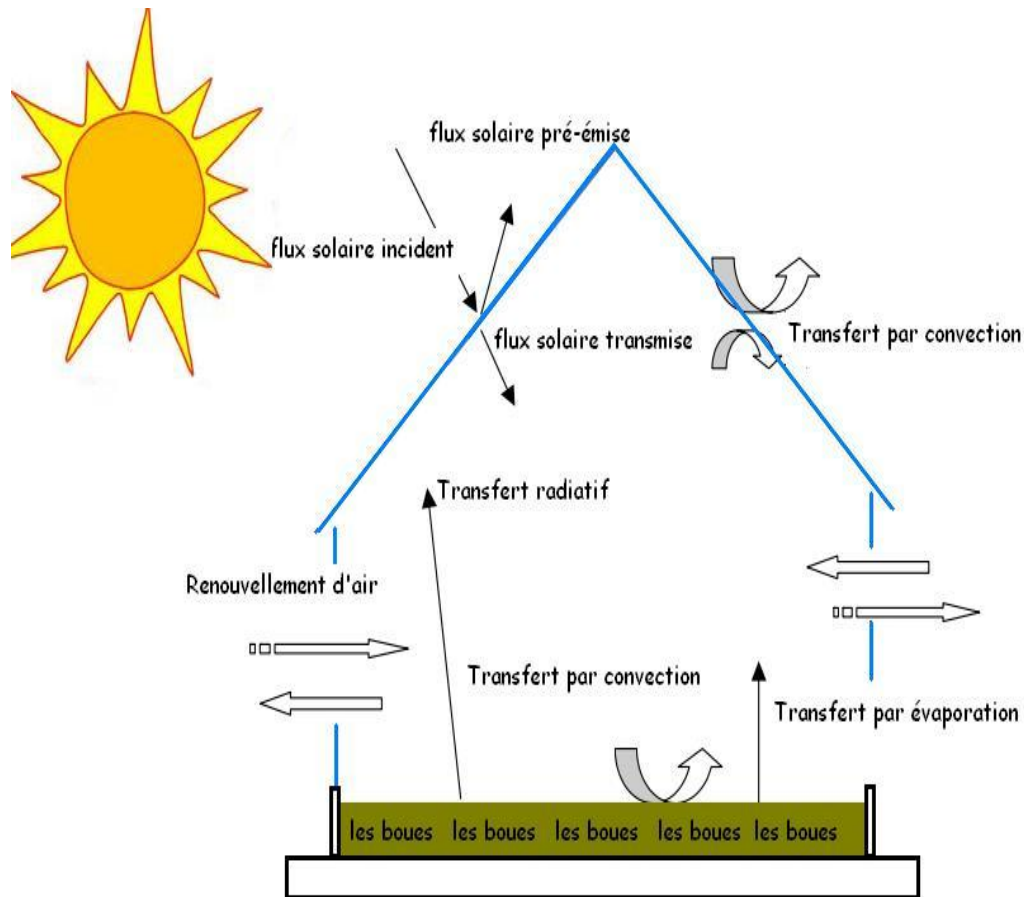 flux solaire pré-émise
flux solaire incident
flux solaire transmise
Transfert par convection
Transfert radiatif
Renouvellement d'air
Transfert par convection
Transfert par évaporation
les boues les boues les boues les boues les boues